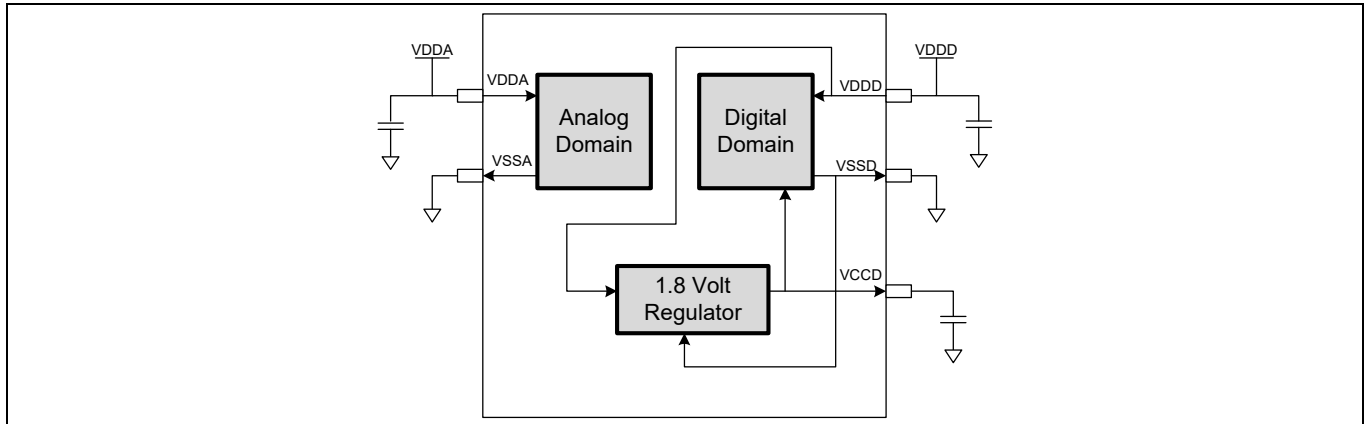 VDDA
VDDD
VDDA
VDDD
Analog
Domain
Digital
Domain
VSSA
VSSD
1.8 Volt
Regulator
VCCD